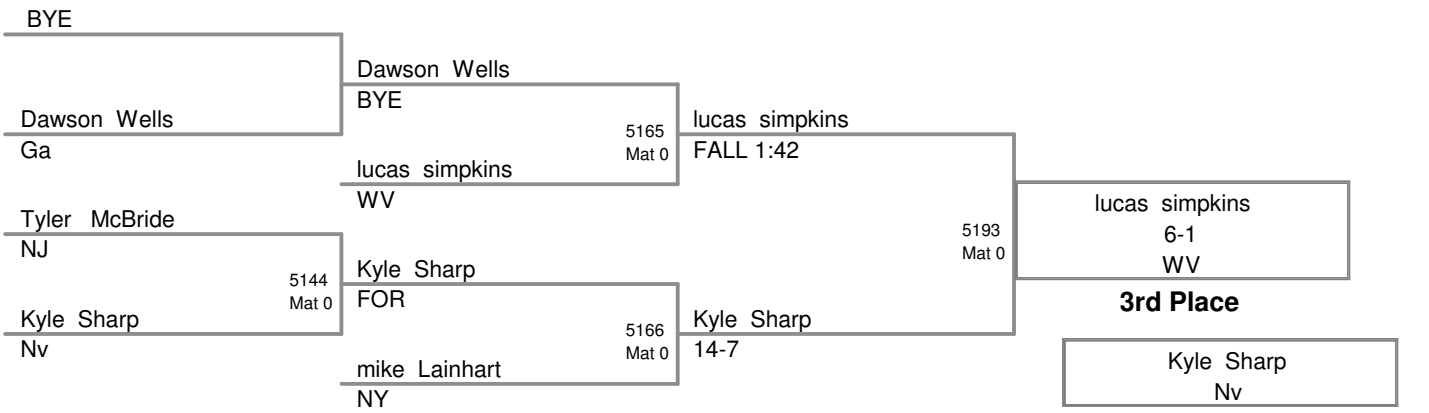 BYE
Dawson Wells
BYE
Dawson Wells
Ga
5165
Mat 0
lucas simpkins
FALL 1:42
lucas simpkins
WV
lucas simpkins
6-1
WV
Tyler McBride
NJ
5193
Mat 0
5144
Mat 0
Kyle Sharp
FOR
3rd Place
Kyle Sharp
Nv
5166
Mat 0
Kyle Sharp
14-7
Kyle Sharp
Nv
mike Lainhart
NY